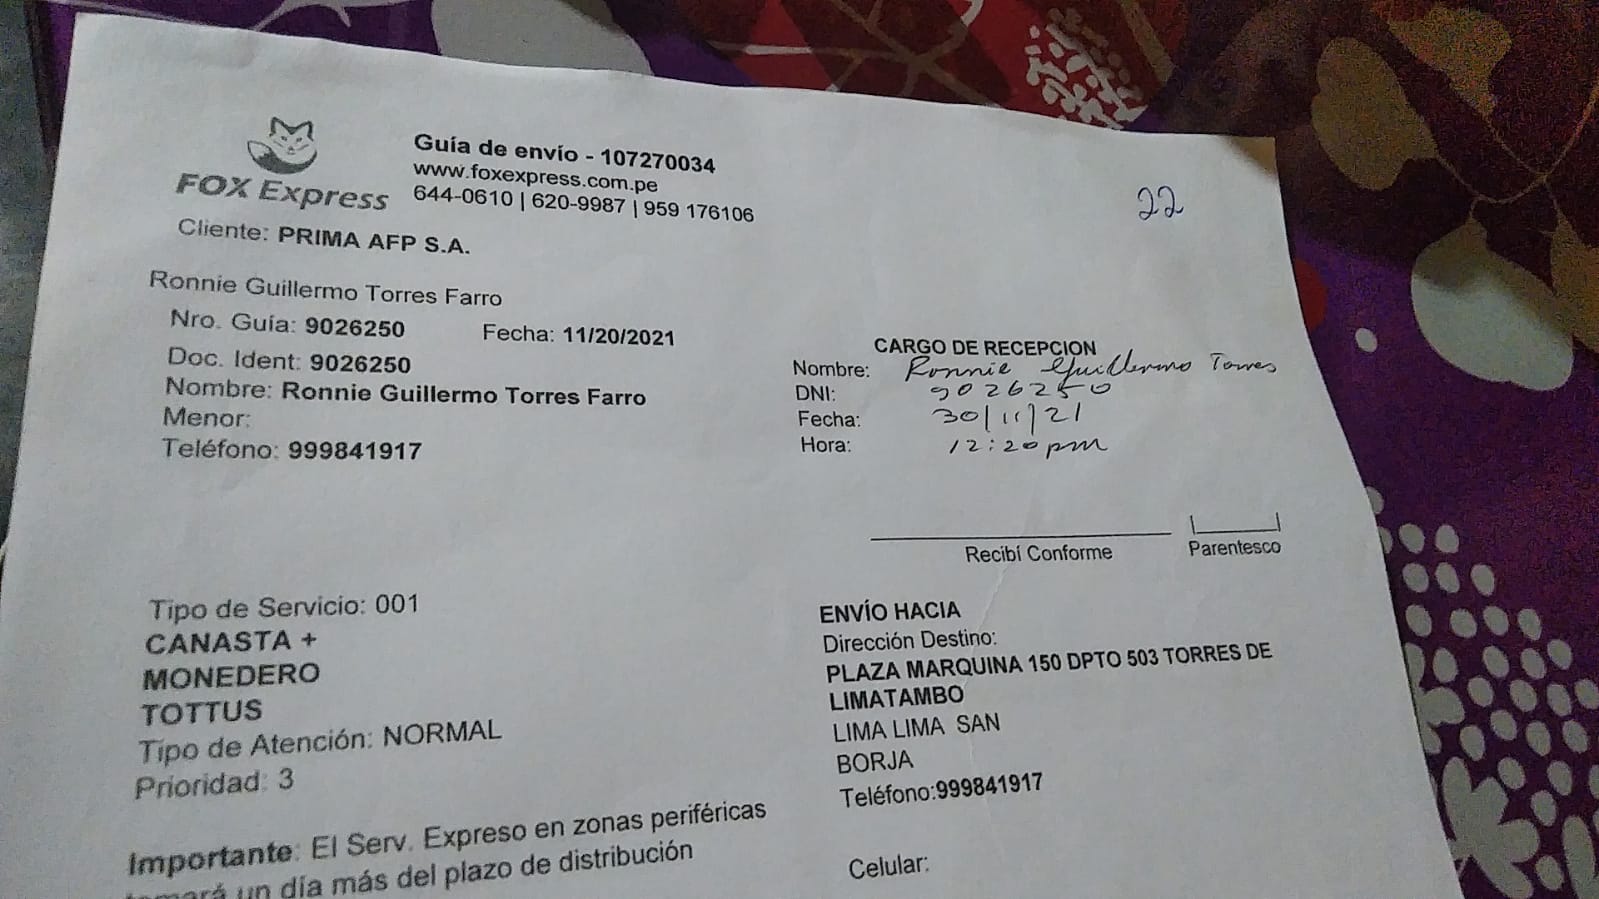 FOX Express
Guía de envío - 107270034
www.foxexpress.com.pe
644-0610 | 620-9987 | 959 176106
22
Cliente: PRIMA AFP S.A.
Ronnie Guillermo Torres Farro
Nro. Guía: 9026250 Fecha: 11/20/2021
Doc. Ident: 9026250
Nombre: Ronnie Guillermo Torres Farro
Menor:
Teléfono: 999841917
CARGO DE RECEPCION
Nombre: Ronnie Guillermo Torres
DNI: 9026250
Fecha: 30/11/21
Hora: 12:20 pm
Recibí Conforme Parentesco
Tipo de Servicio: 001
CANASTA +
MONEDERO
TOTTUS
Tipo de Atención: NORMAL
Prioridad: 3
Importante: El Serv. Expreso en zonas periféricas
tomará un día más del plazo de distribución
ENVÍO HACIA
Dirección Destino:
PLAZA MARQUINA 150 DPTO 503 TORRES DE
LIMATAMBO
LIMA LIMA SAN
BORJA
Teléfono:999841917
Celular: